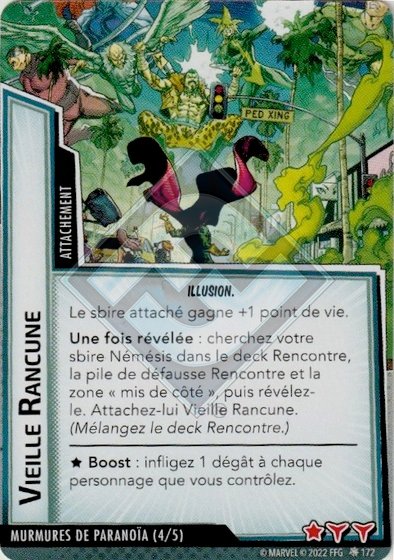 PED XING
ATTACHEMENT
VIEILLE RANCUNE
ILLUSION.
Le sbire attaché gagne +1 point de vie.
Une fois révélée : cherchez votre
sbire Némésis dans le deck Rencontre,
la pile de défausse Rencontre et la
zone « mis de côté », puis révélez-
le. Attachez-lui Vieille Rancune.
(Mélangez le deck Rencontre.)
★ Boost : infligez 1 dégât à chaque
personnage que vous contrôlez.
MURMURES DE PARANOÏA (4/5)
© MARVEL © 2022 FFG 172